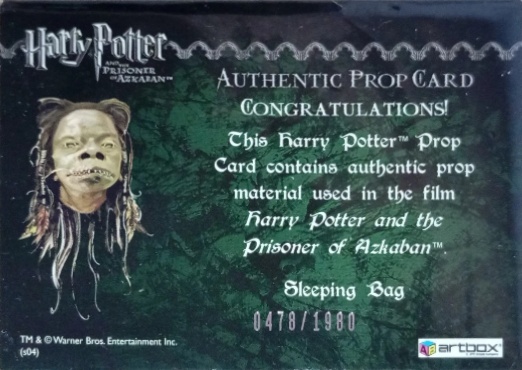 Harry Potter
AND THE
PRISONER
OF
AZKABAN™
AUTHENTIC PROP CARD
CONGRATULATIONS!
This Harry Potter™ Prop
Card contains authentic prop
material used in the film
Harry Potter and the
Prisoner of Azkaban™.
Sleeping Bag
0478/1980
TM & © Warner Bros. Entertainment Inc.
(s04)
artbox